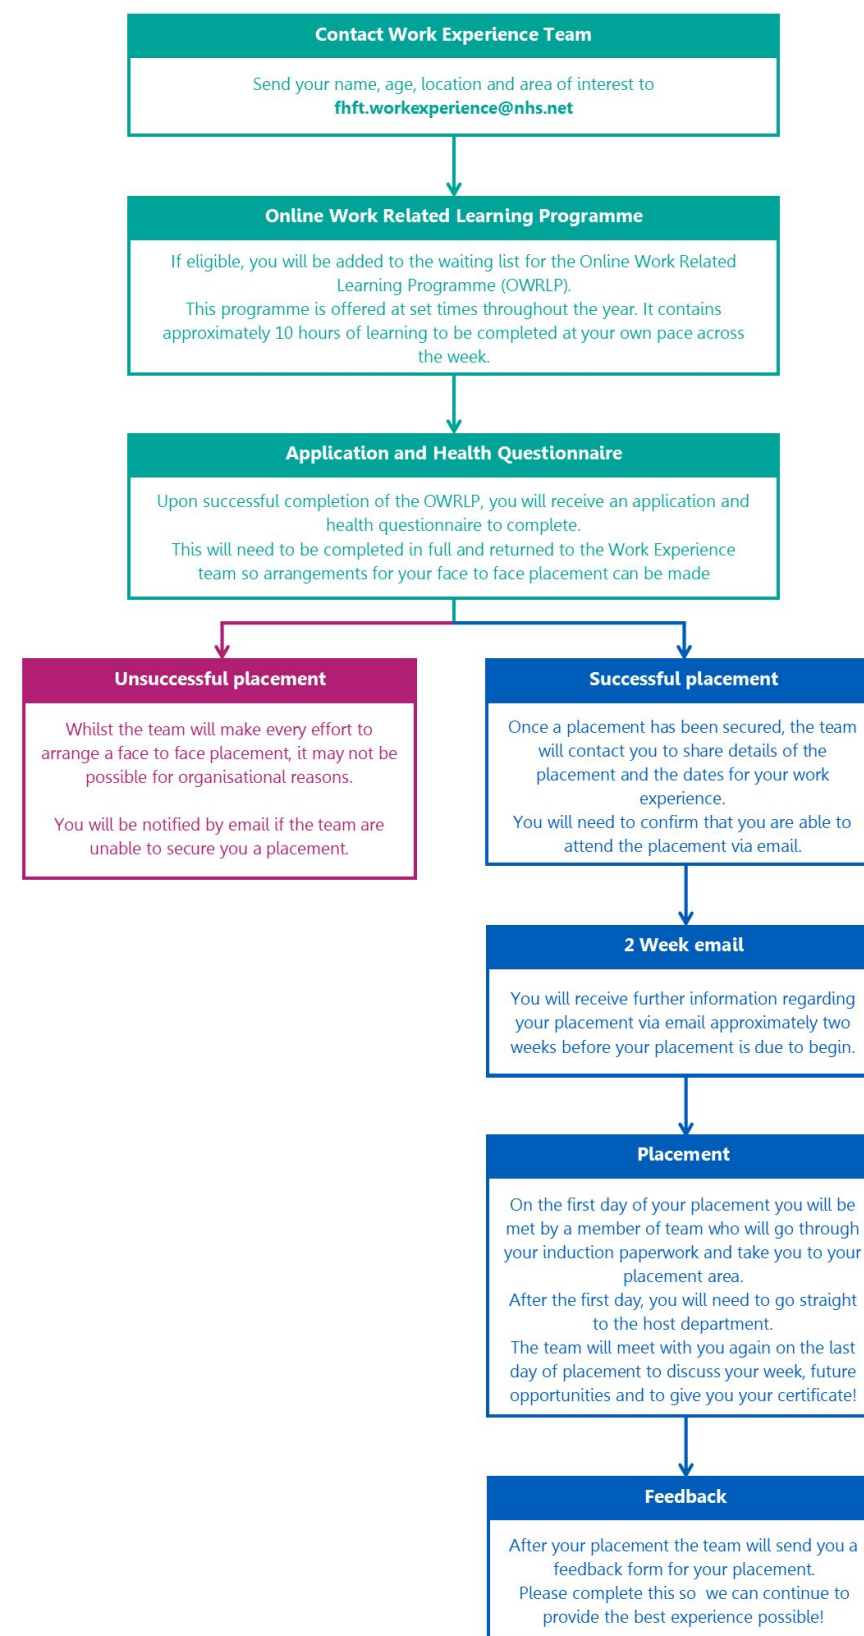 Contact Work Experience Team
Send your name, age, location and area of interest to
fhft.workexperience@nhs.net
Online Work Related Learning Programme
If eligible, you will be added to the waiting list for the Online Work Related
Learning Programme (OWRLP).
This programme is offered at set times throughout the year. It contains
approximately 10 hours of learning to be completed at your own pace across
the week.
Application and Health Questionnaire
Upon successful completion of the OWRLP, you will receive an application and
health questionnaire to complete.
This will need to be completed in full and returned to the Work Experience
team so arrangements for your face to face placement can be made
Unsuccessful placement
Whilst the team will make every effort to
arrange a face to face placement, it may not be
possible for organisational reasons.
You will be notified by email if the team are
unable to secure you a placement.
Successful placement
Once a placement has been secured, the team
will contact you to share details of the
placement and the dates for your work
experience.
You will need to confirm that you are able to
attend the placement via email.
2 Week email
You will receive further information regarding
your placement via email approximately two
weeks before your placement is due to begin.
Placement
On the first day of your placement you will be
met by a member of team who will go through
your induction paperwork and take you to your
placement area.
After the first day, you will need to go straight
to the host department.
The team will meet with you again on the last
day of placement to discuss your week, future
opportunities and to give you your certificate!
Feedback
After your placement the team will send you a
feedback form for your placement.
Please complete this so we can continue to
provide the best experience possible!